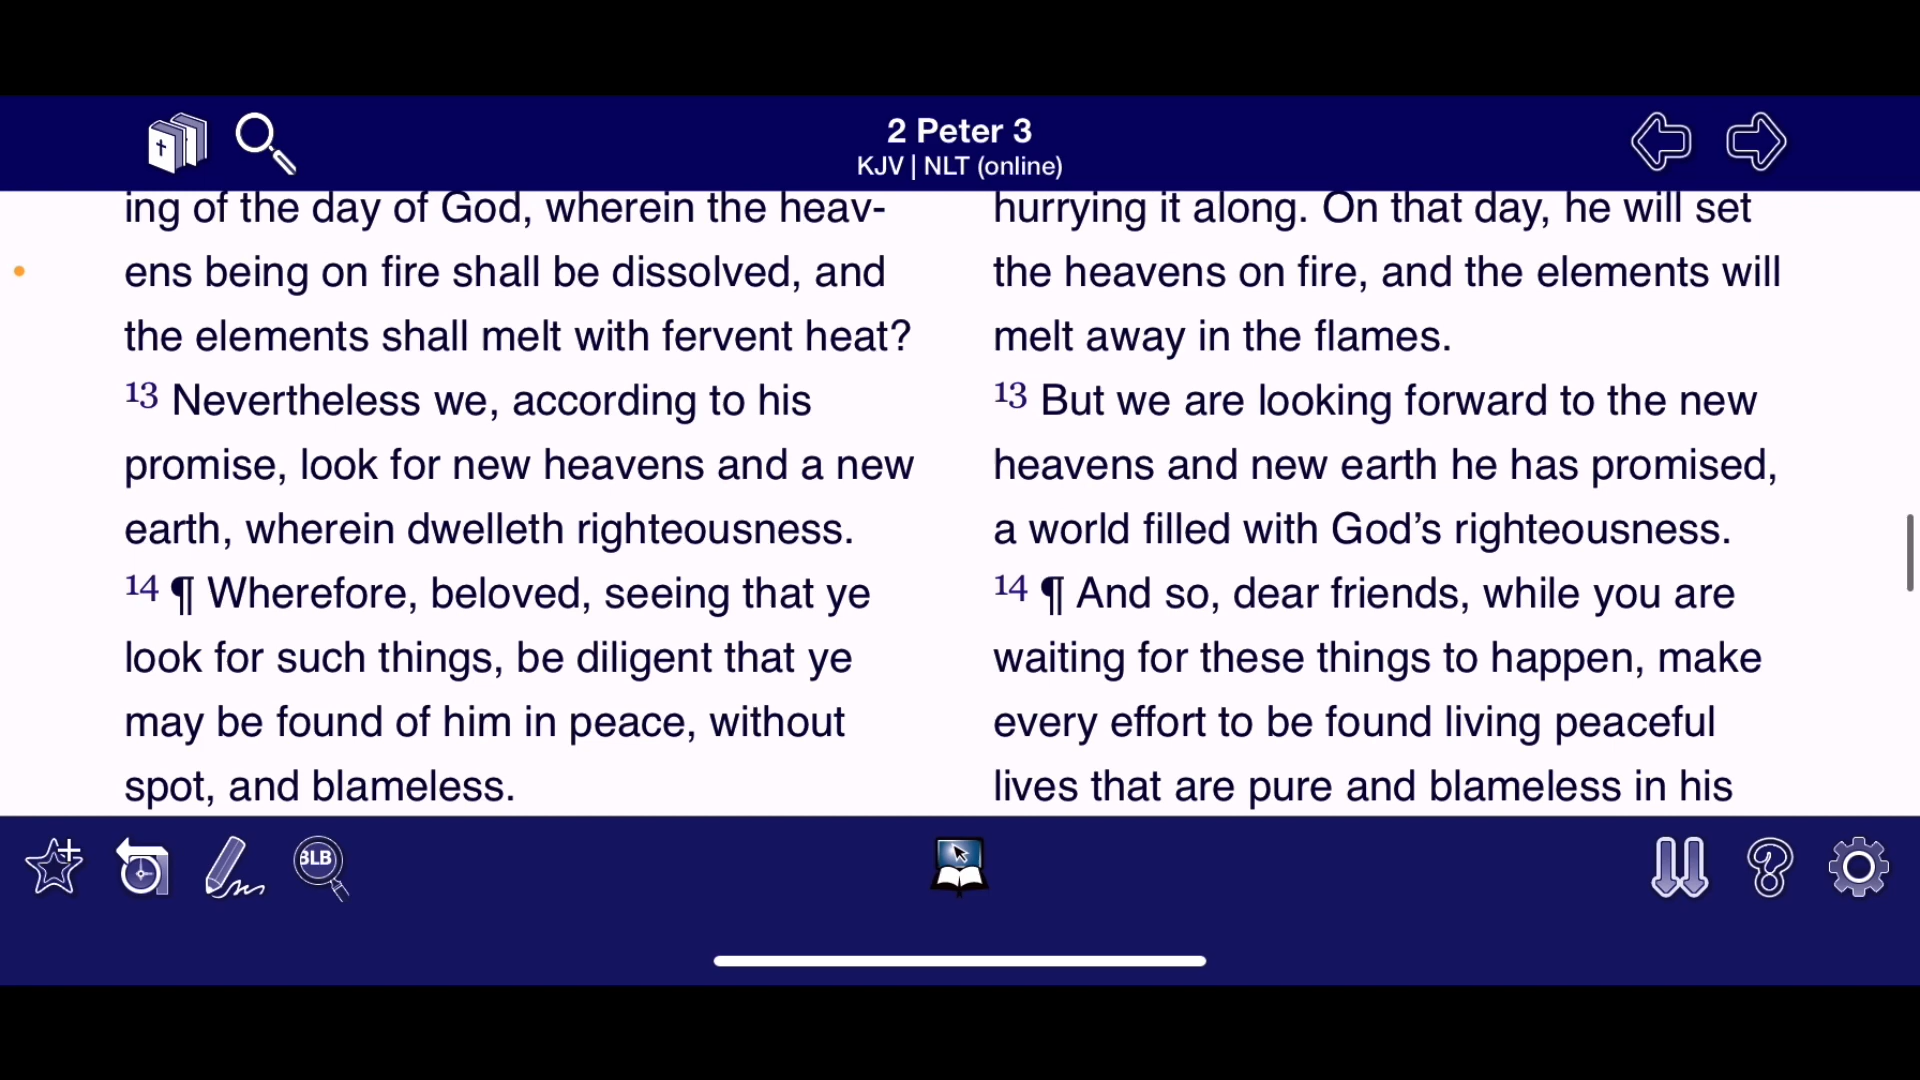 2 Peter 3
KJV | NLT (online)
ing of the day of God, wherein the heav-
ens being on fire shall be dissolved, and
the elements shall melt with fervent heat?
13 Nevertheless we, according to his
promise, look for new heavens and a new
earth, wherein dwelleth righteousness.
14 ¶ Wherefore, beloved, seeing that ye
look for such things, be diligent that ye
may be found of him in peace, without
spot, and blameless.
hurrying it along. On that day, he will set
the heavens on fire, and the elements will
melt away in the flames.
13 But we are looking forward to the new
heavens and new earth he has promised,
a world filled with God’s righteousness.
14 ¶ And so, dear friends, while you are
waiting for these things to happen, make
every effort to be found living peaceful
lives that are pure and blameless in his
BLB